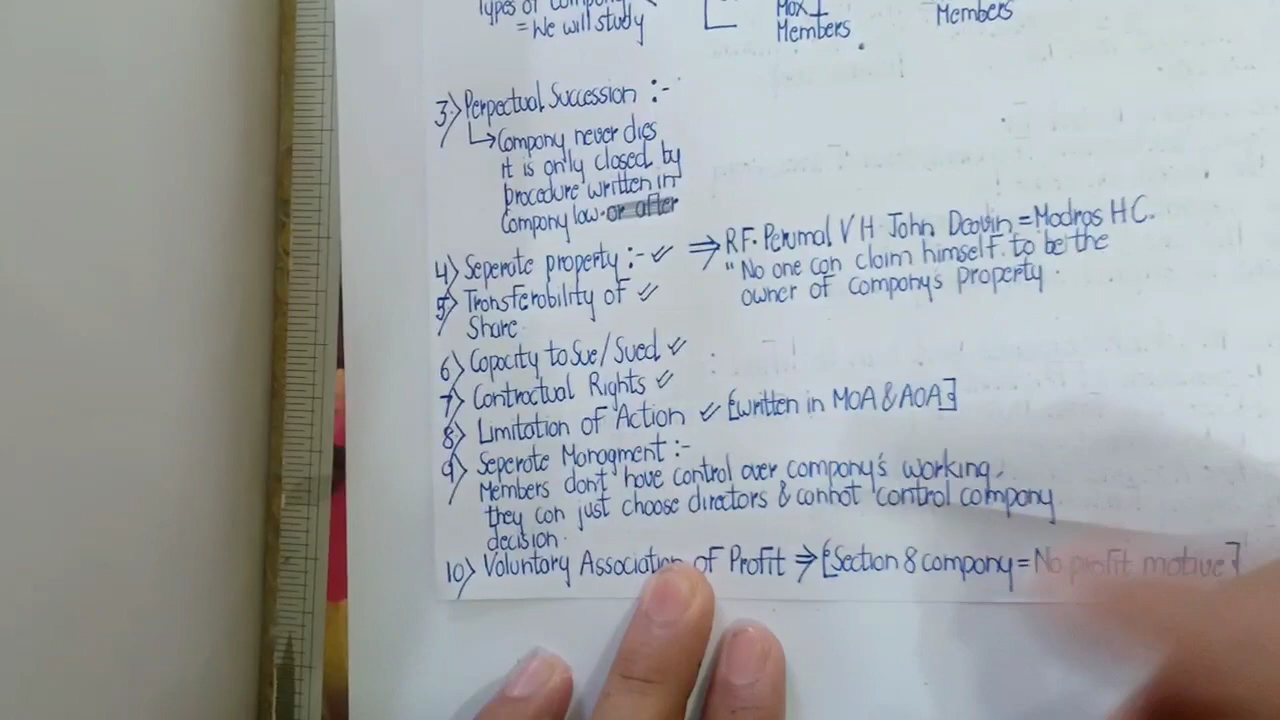 Types of Company
= We will study
Max 1
Members
Members
3) Perpectual Succession :-
Company never dies
it is only closed by
procedure written in
Company law. or after
4) Seperate property :- ✓ ⇒ RF. Perumal V H. John Deavin = Madras HC.
"No one can claim himself to be the
owner of company's property.
5) Transferability of ✓
Share
6) Capacity to Sue/Sued ✓
7) Contractual Rights ✓
8) Limitation of Action ✓ [written in MOA & AOA]
9) Seperate Managment :-
Members don't have control over company's working.
they can just choose directors & cannot control company
decision.
10) Voluntary Association of Profit ⇒ [Section 8 company = No profit motive]